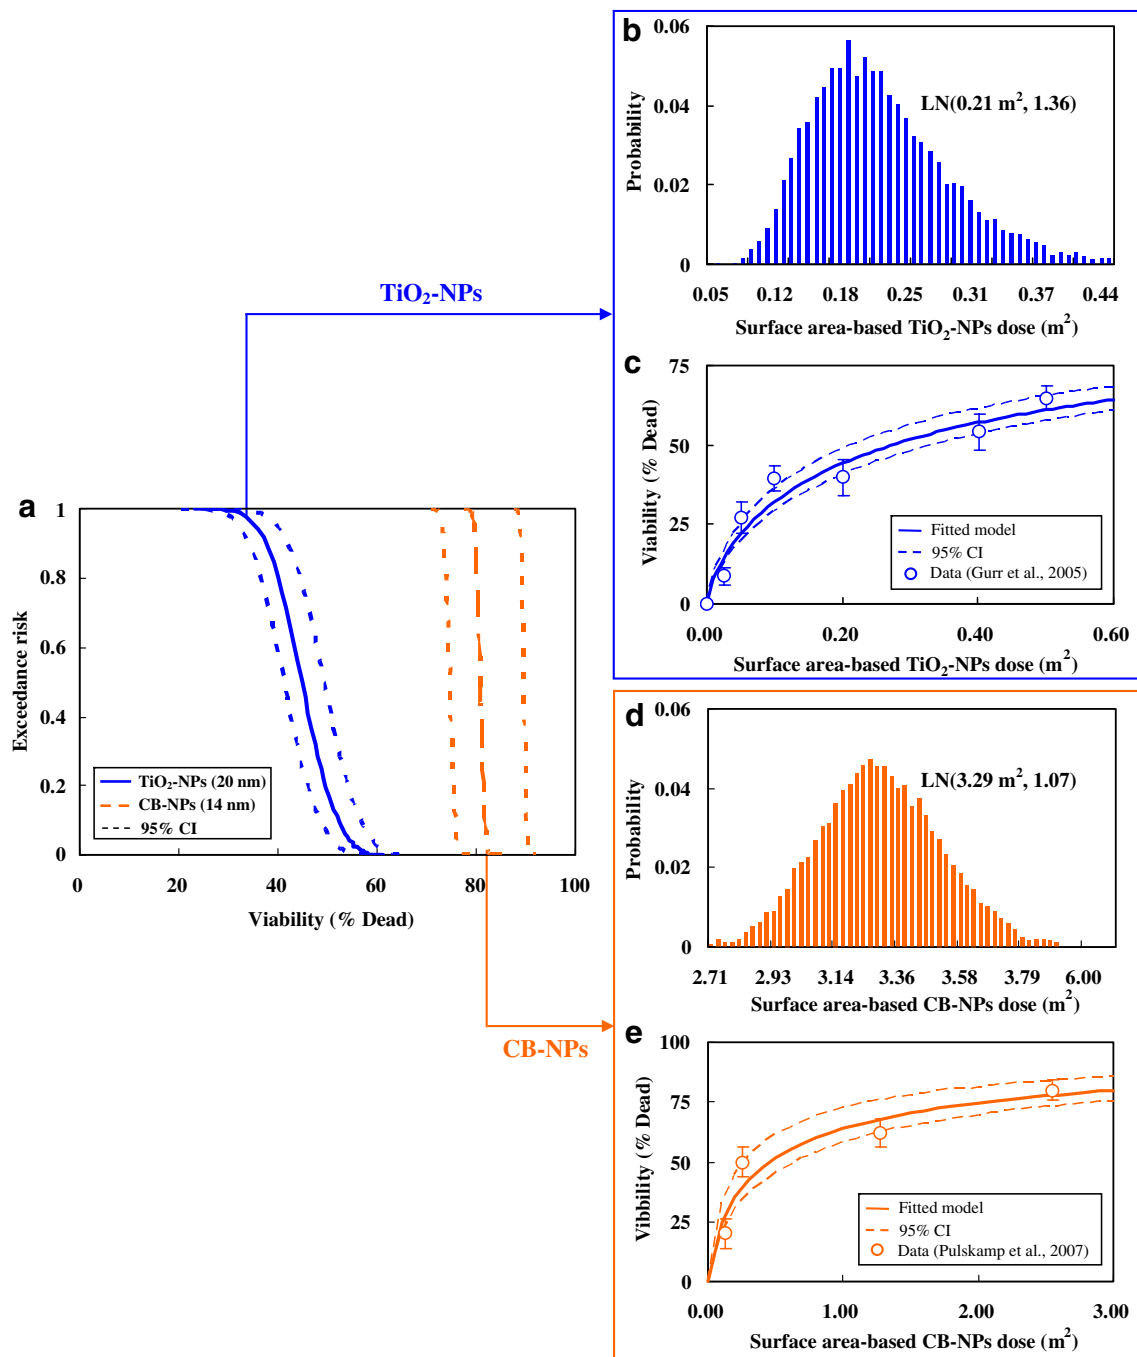 a
Exceedance risk
1
0.8
0.6
0.4
0.2
0
TiO2-NPs (20 nm)
CB-NPs (14 nm)
95% CI
0 20 40 60 80 100
Viability (% Dead)
TiO2-NPs
CB-NPs
b
Probability
0.06
0.04
0.02
0
LN(0.21 m2, 1.36)
0.05 0.12 0.18 0.25 0.31 0.37 0.44
Surface area-based TiO2-NPs dose (m2)
c
Viability (% Dead)
75
50
25
0
Fitted model
95% CI
Data (Gurr et al., 2005)
0.00 0.20 0.40 0.60
Surface area-based TiO2-NPs dose (m2)
d
Probability
0.06
0.04
0.02
0
LN(3.29 m2, 1.07)
2.71 2.93 3.14 3.36 3.58 3.79 6.00
Surface area-based CB-NPs dose (m2)
e
Vibbility (% Dead)
100
75
50
25
0
Fitted model
95% CI
Data (Pulskamp et al., 2007)
0.00 1.00 2.00 3.00
Surface area-based CB-NPs dose (m2)